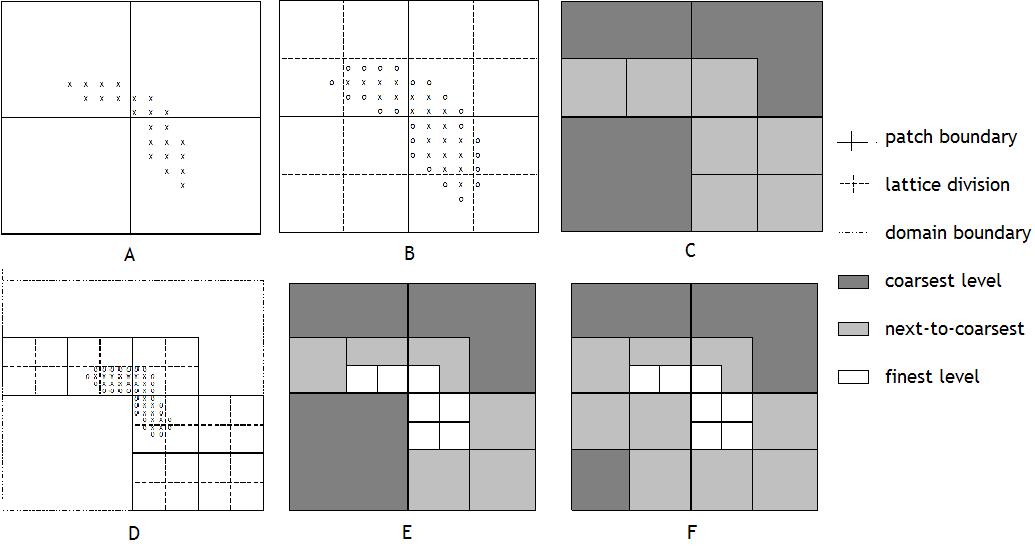 A
B
C
patch boundary
lattice division
domain boundary
coarsest level
next-to-coarsest
finest level
D
E
F